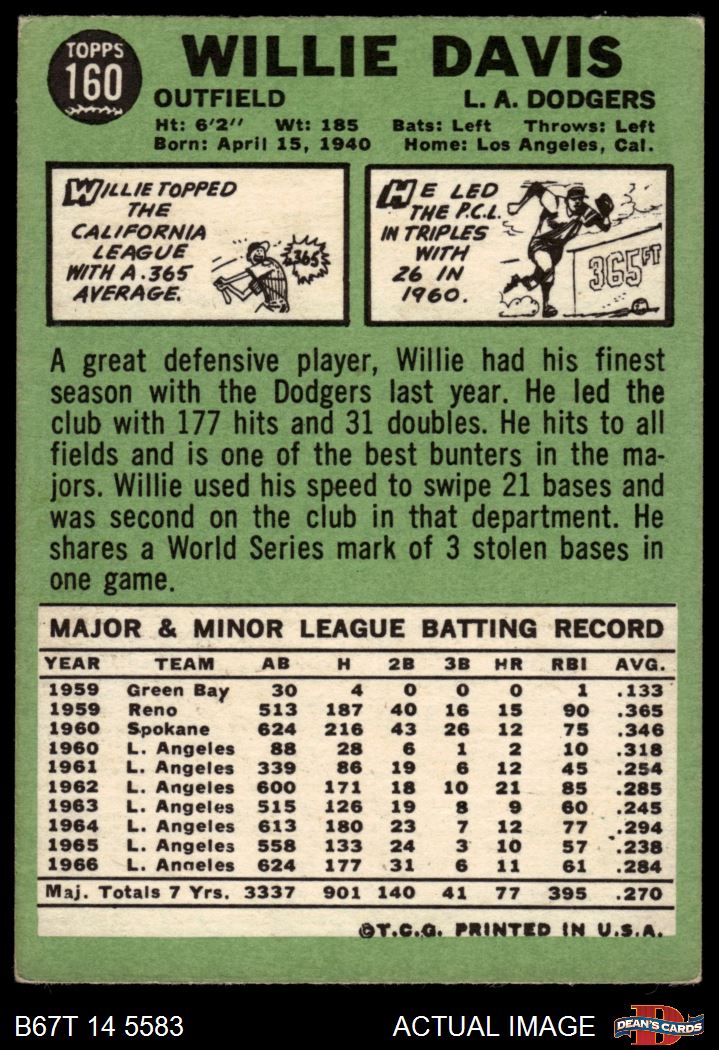 TOPPS
160
WILLIE DAVIS
OUTFIELD L. A. DODGERS
Ht: 6'2" Wt: 185 Bats: Left Throws: Left
Born: April 15, 1940 Home: Los Angeles, Cal.
WILLIE TOPPED
THE
CALIFORNIA
LEAGUE
WITH A .365
AVERAGE.
.365
HE LED
THE P.C.L.
IN TRIPLES
WITH
26 IN
1960.
365 FT
A great defensive player, Willie had his finest
season with the Dodgers last year. He led the
club with 177 hits and 31 doubles. He hits to all
fields and is one of the best bunters in the ma-
jors. Willie used his speed to swipe 21 bases and
was second on the club in that department. He
shares a World Series mark of 3 stolen bases in
one game.
MAJOR & MINOR LEAGUE BATTING RECORD
YEAR TEAM AB H 2B 3B HR RBI AVG.
1959 Green Bay 30 4 0 0 0 1 .133
1959 Reno 513 187 40 16 15 90 .365
1960 Spokane 624 216 43 26 12 75 .346
1960 L. Angeles 88 28 6 1 2 10 .318
1961 L. Angeles 339 86 19 6 12 45 .254
1962 L. Angeles 600 171 18 10 21 85 .285
1963 L. Angeles 515 126 19 8 9 60 .245
1964 L. Angeles 613 180 23 7 12 77 .294
1965 L. Angeles 558 133 24 3 10 57 .238
1966 L. Angeles 624 177 31 6 11 61 .284
Maj. Totals 7 Yrs. 3337 901 140 41 77 395 .270
©T.C.G. PRINTED IN U.S.A.
B67T 14 5583 ACTUAL IMAGE D DEAN'S CARDS